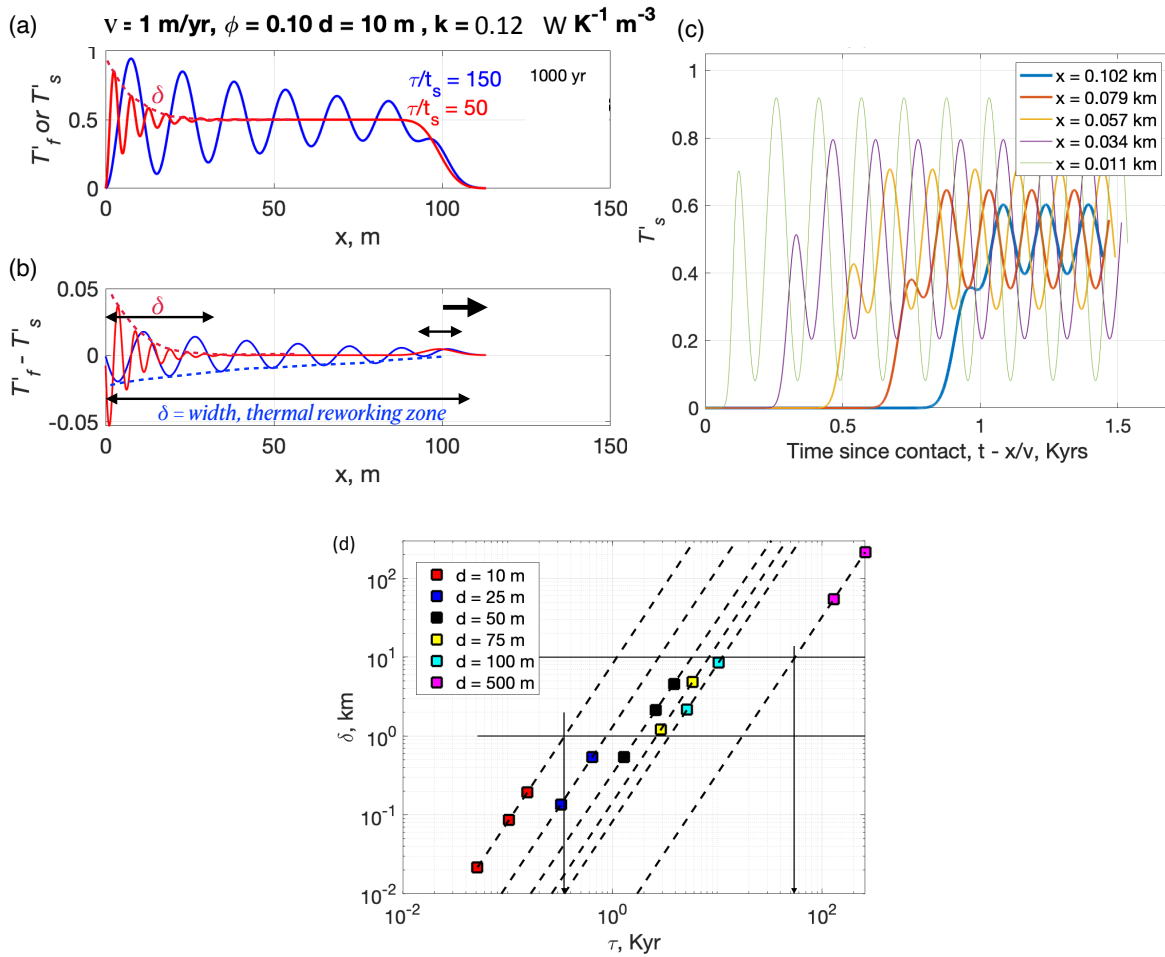 (a)
v = 1 m/yr, ϕ = 0.10 d = 10 m , k = 0.12 W K⁻¹ m⁻³
1
0.5
0
T'f or T's
δ
τ/ts = 150
τ/ts = 50
1000 yr
0 50 100 150
x, m
(b)
0.05
0
-0.05
T'f - T's
δ
δ = width, thermal reworking zone
0 50 100 150
x, m
(c)
1
0.8
0.6
0.4
0.2
0
T's
x = 0.102 km
x = 0.079 km
x = 0.057 km
x = 0.034 km
x = 0.011 km
0 0.5 1 1.5
Time since contact, t - x/v, Kyrs
(d)
10²
10¹
10⁰
10⁻¹
10⁻²
δ, km
d = 10 m
d = 25 m
d = 50 m
d = 75 m
d = 100 m
d = 500 m
10⁻² 10⁰ 10²
τ, Kyr